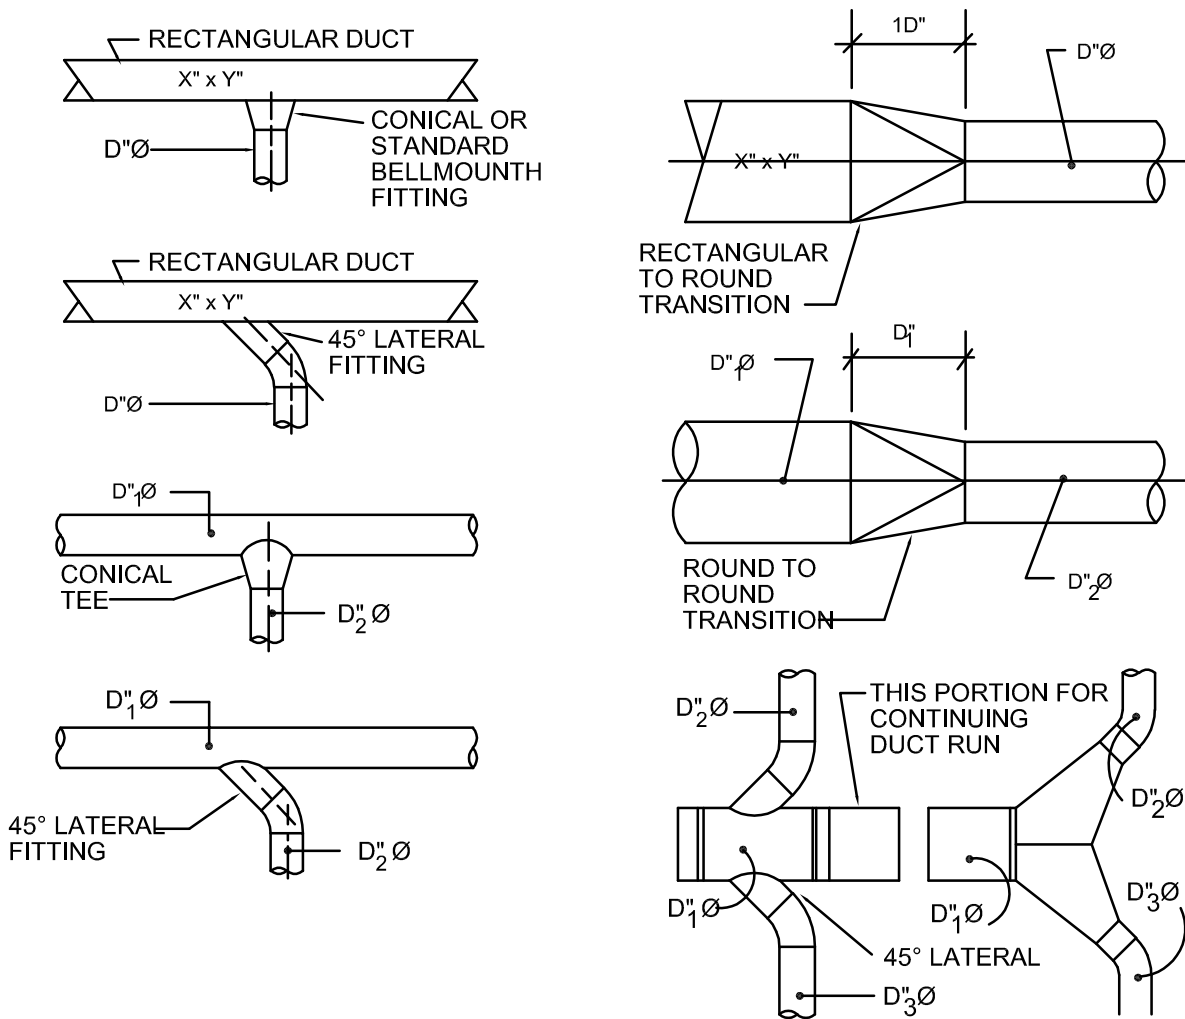 RECTANGULAR DUCT
X" x Y"
CONICAL OR
STANDARD
BELLMOUNTH
FITTING
D"Ø
RECTANGULAR DUCT
X" x Y"
45° LATERAL
FITTING
D"Ø
D"1Ø
CONICAL
TEE
D"2Ø
D"1Ø
45° LATERAL
FITTING
D"2Ø
1D"
D"Ø
X" x Y"
RECTANGULAR
TO ROUND
TRANSITION
D1"
D"1Ø
ROUND TO
ROUND
TRANSITION
D"2Ø
D"2Ø
THIS PORTION FOR
CONTINUING
DUCT RUN
D"1Ø
45° LATERAL
D"3Ø
D"2Ø
D"1Ø
D"3Ø